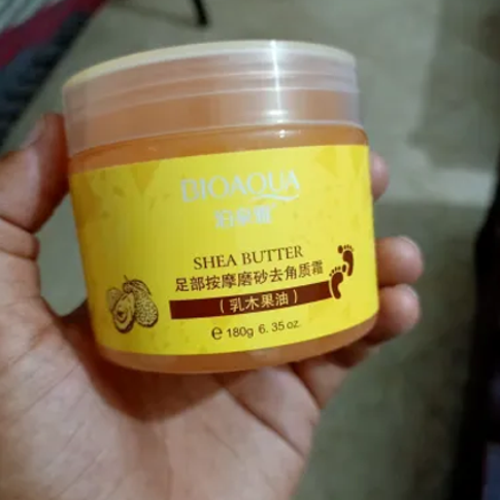 BIOAQUA
泊泉雅
SHEA BUTTER
足部按摩磨砂去角质霜
（乳木果油）
℮ 180g 6. 35 oz.